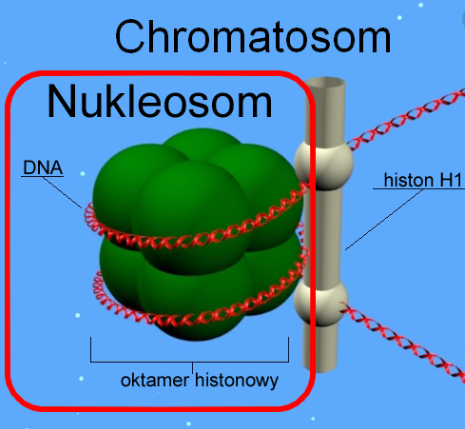 Chromatosom
Nukleosom
DNA
histon H1
oktamer histonowy